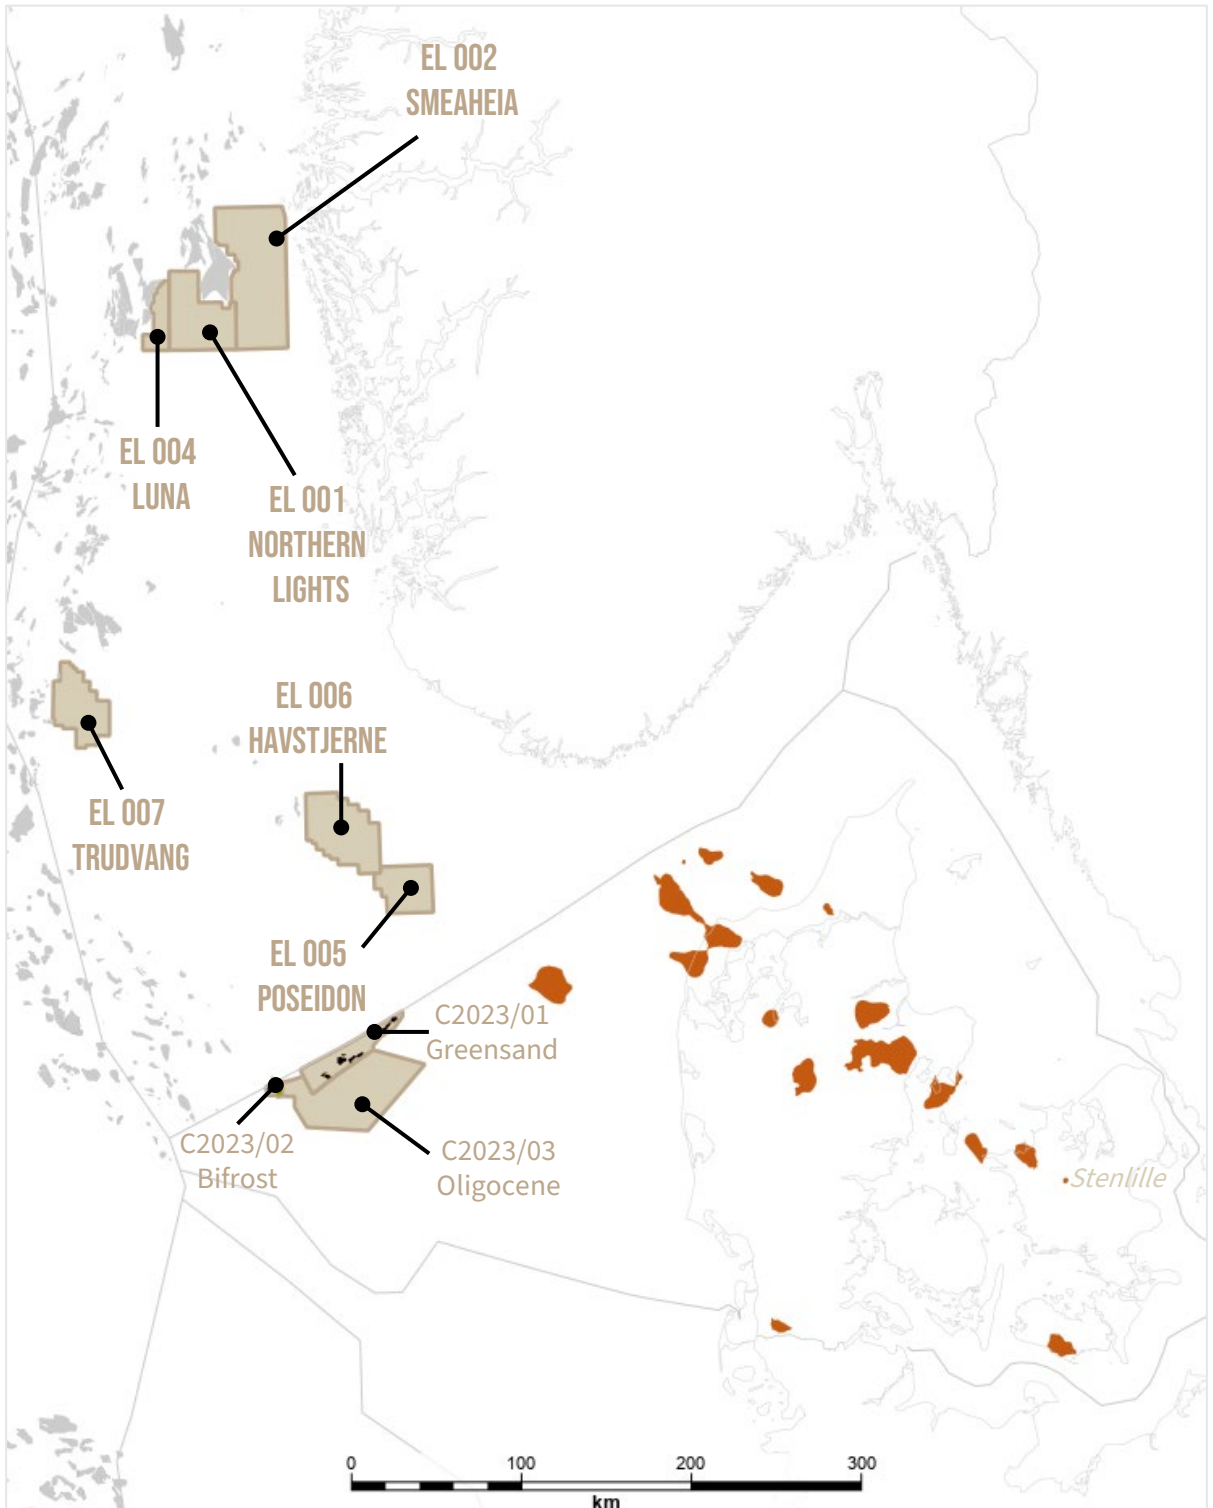 EL 002
SMEAHEIA
EL 004
LUNA
EL 001
NORTHERN
LIGHTS
EL 006
HAVSTJERNE
EL 007
TRUDVANG
EL 005
POSEIDON
C2023/01
Greensand
C2023/02
Bifrost
C2023/03
Oligocene
Stenlille
0 100 200 300
km